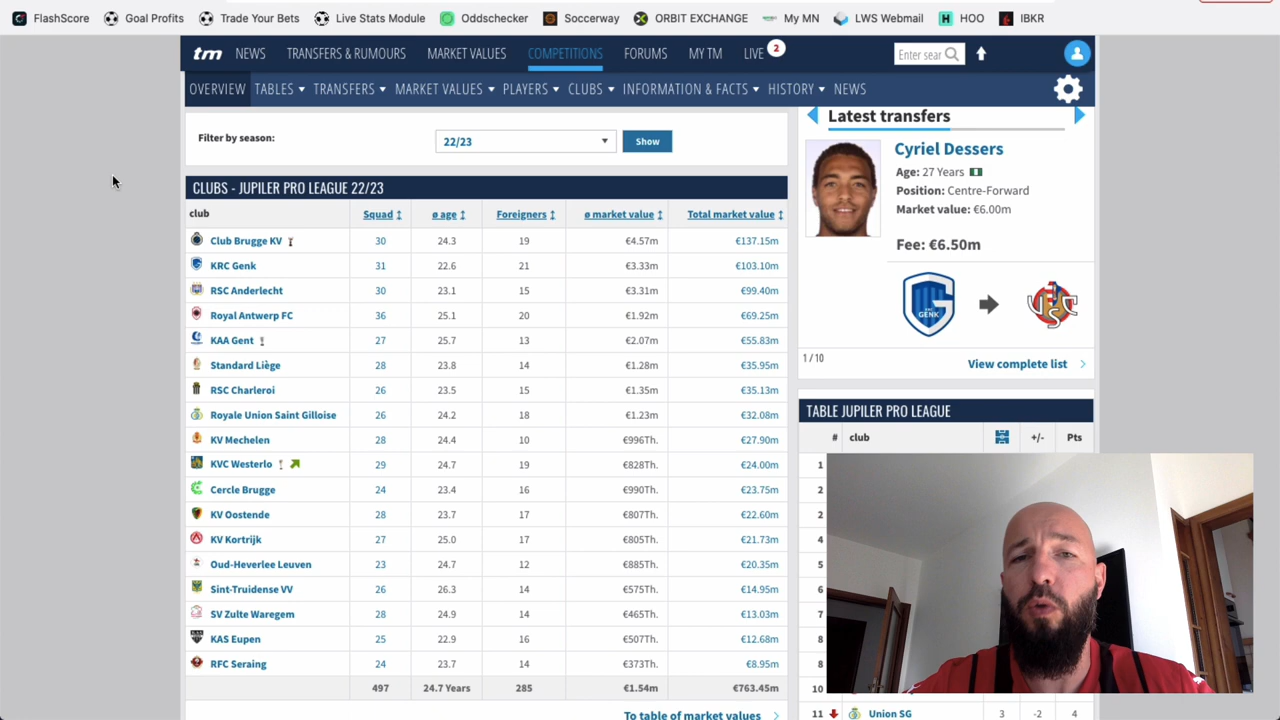 FlashScore Goal Profits Trade Your Bets Live Stats Module Oddschecker Soccerway ORBIT EXCHANGE My MN LWS Webmail HOO IBKR
tm NEWS TRANSFERS & RUMOURS MARKET VALUES COMPETITIONS FORUMS MY TM LIVE 2 Enter sear
OVERVIEW TABLES TRANSFERS MARKET VALUES PLAYERS CLUBS INFORMATION & FACTS HISTORY NEWS
Filter by season: 22/23 Show
CLUBS - JUPILER PRO LEAGUE 22/23
club Squad ø age Foreigners ø market value Total market value
Club Brugge KV 30 24.3 19 €4.57m €137.15m
KRC Genk 31 22.6 21 €3.33m €103.10m
RSC Anderlecht 30 23.1 15 €3.31m €99.40m
Royal Antwerp FC 36 25.1 20 €1.92m €69.25m
KAA Gent 27 25.7 13 €2.07m €55.83m
Standard Liège 28 23.8 14 €1.28m €35.95m
RSC Charleroi 26 23.5 15 €1.35m €35.13m
Royale Union Saint Gilloise 26 24.2 18 €1.23m €32.08m
KV Mechelen 28 24.4 10 €996Th. €27.90m
KVC Westerlo 29 24.7 19 €828Th. €24.00m
Cercle Brugge 24 23.4 16 €990Th. €23.75m
KV Oostende 28 23.7 17 €807Th. €22.60m
KV Kortrijk 27 25.0 17 €805Th. €21.73m
Oud-Heverlee Leuven 23 24.7 12 €885Th. €20.35m
Sint-Truidense VV 26 26.3 14 €575Th. €14.95m
SV Zulte Waregem 28 24.9 14 €465Th. €13.03m
KAS Eupen 25 22.9 16 €507Th. €12.68m
RFC Seraing 24 23.7 14 €373Th. €8.95m
497 24.7 Years 285 €1.54m €763.45m
To table of market values
Latest transfers
Cyriel Dessers
Age: 27 Years
Position: Centre-Forward
Market value: €6.00m
Fee: €6.50m
GENK
1/10
View complete list
TABLE JUPILER PRO LEAGUE
# club +/- Pts
1
2
2
4
5
6
7
8
8
10
11 Union SG 3 -2 4